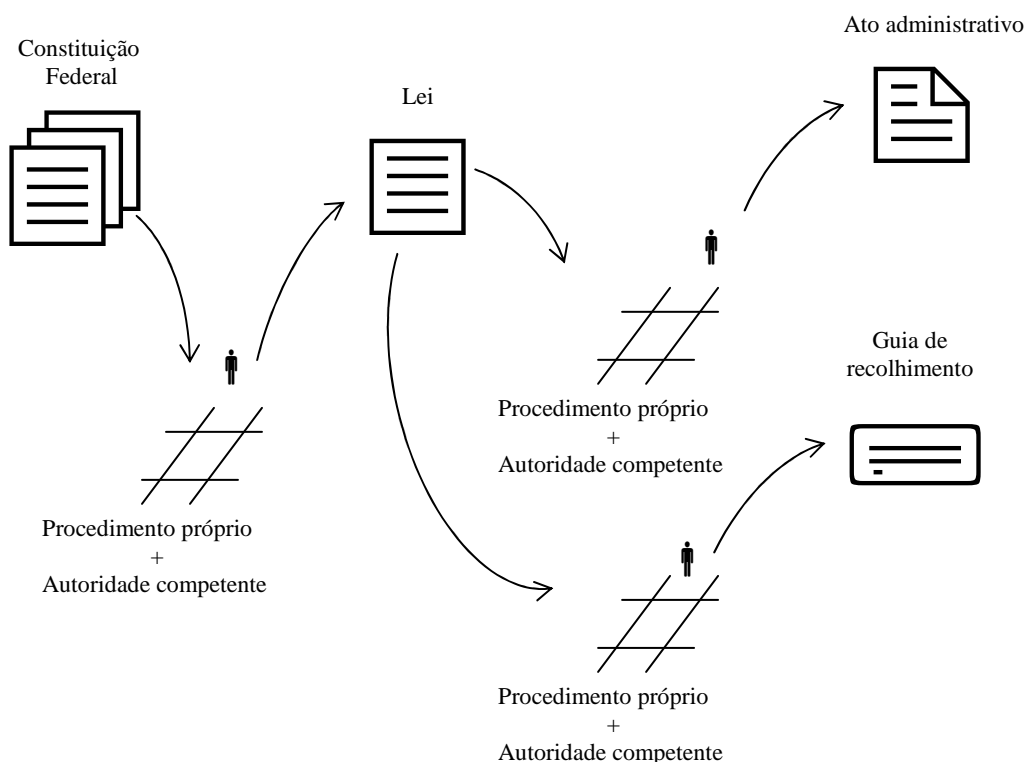 Constituição
Federal
Lei
Ato administrativo
Procedimento próprio
+
Autoridade competente
Procedimento próprio
+
Autoridade competente
Guia de
recolhimento
Procedimento próprio
+
Autoridade competente